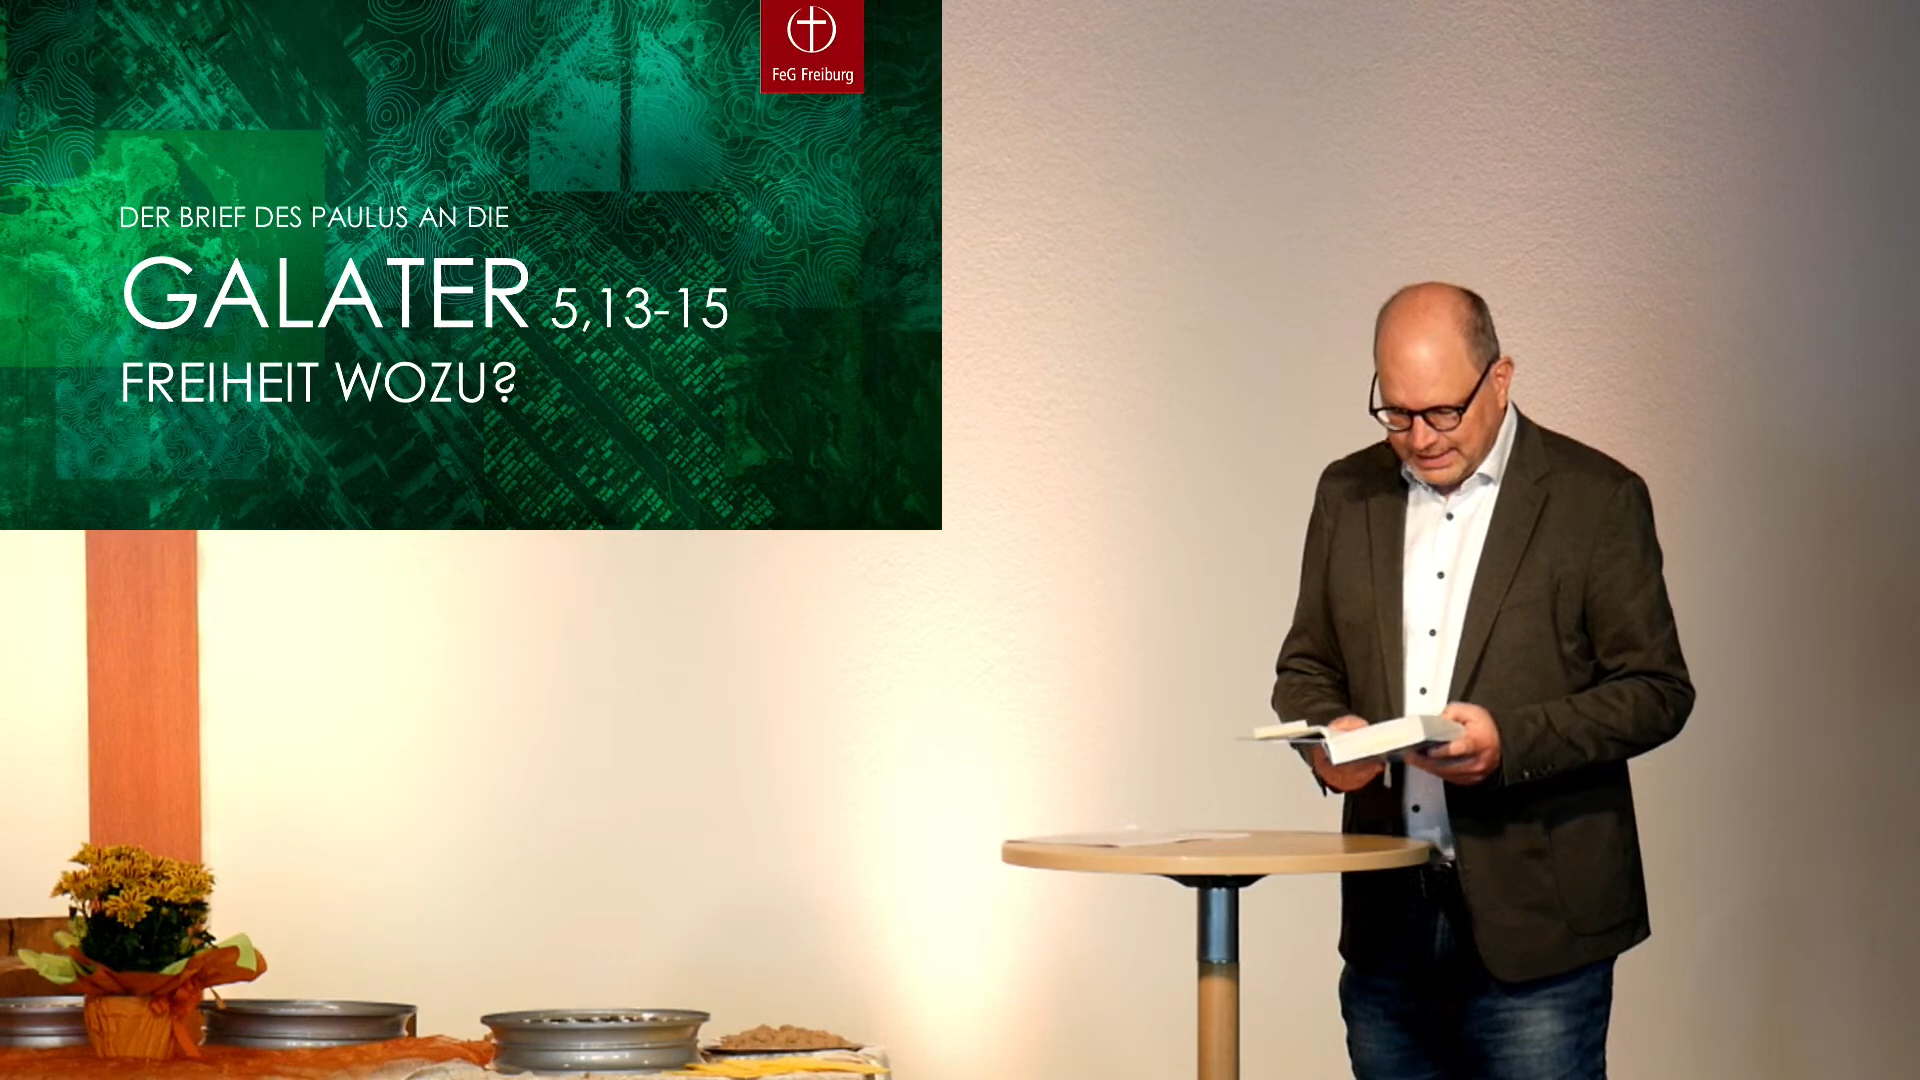 FeG Freiburg
DER BRIEF DES PAULUS AN DIE
GALATER 5,13-15
FREIHEIT WOZU?